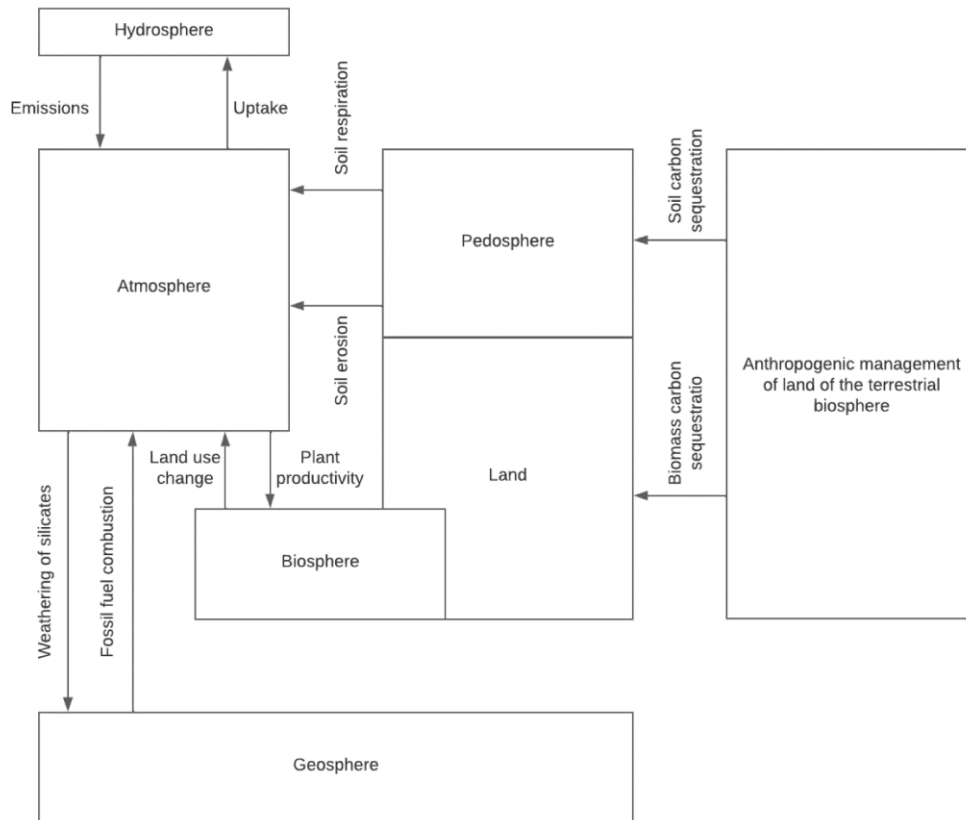 Hydrosphere
Emissions
Uptake
Soil respiration
Soil carbon
sequestration
Pedosphere
Atmosphere
Soil erosion
Anthropogenic management
of land of the terrestrial
biosphere
Biomass carbon
sequestratio
Land use
change
Plant
productivity
Land
Biosphere
Weathering of silicates
Fossil fuel combustion
Geosphere